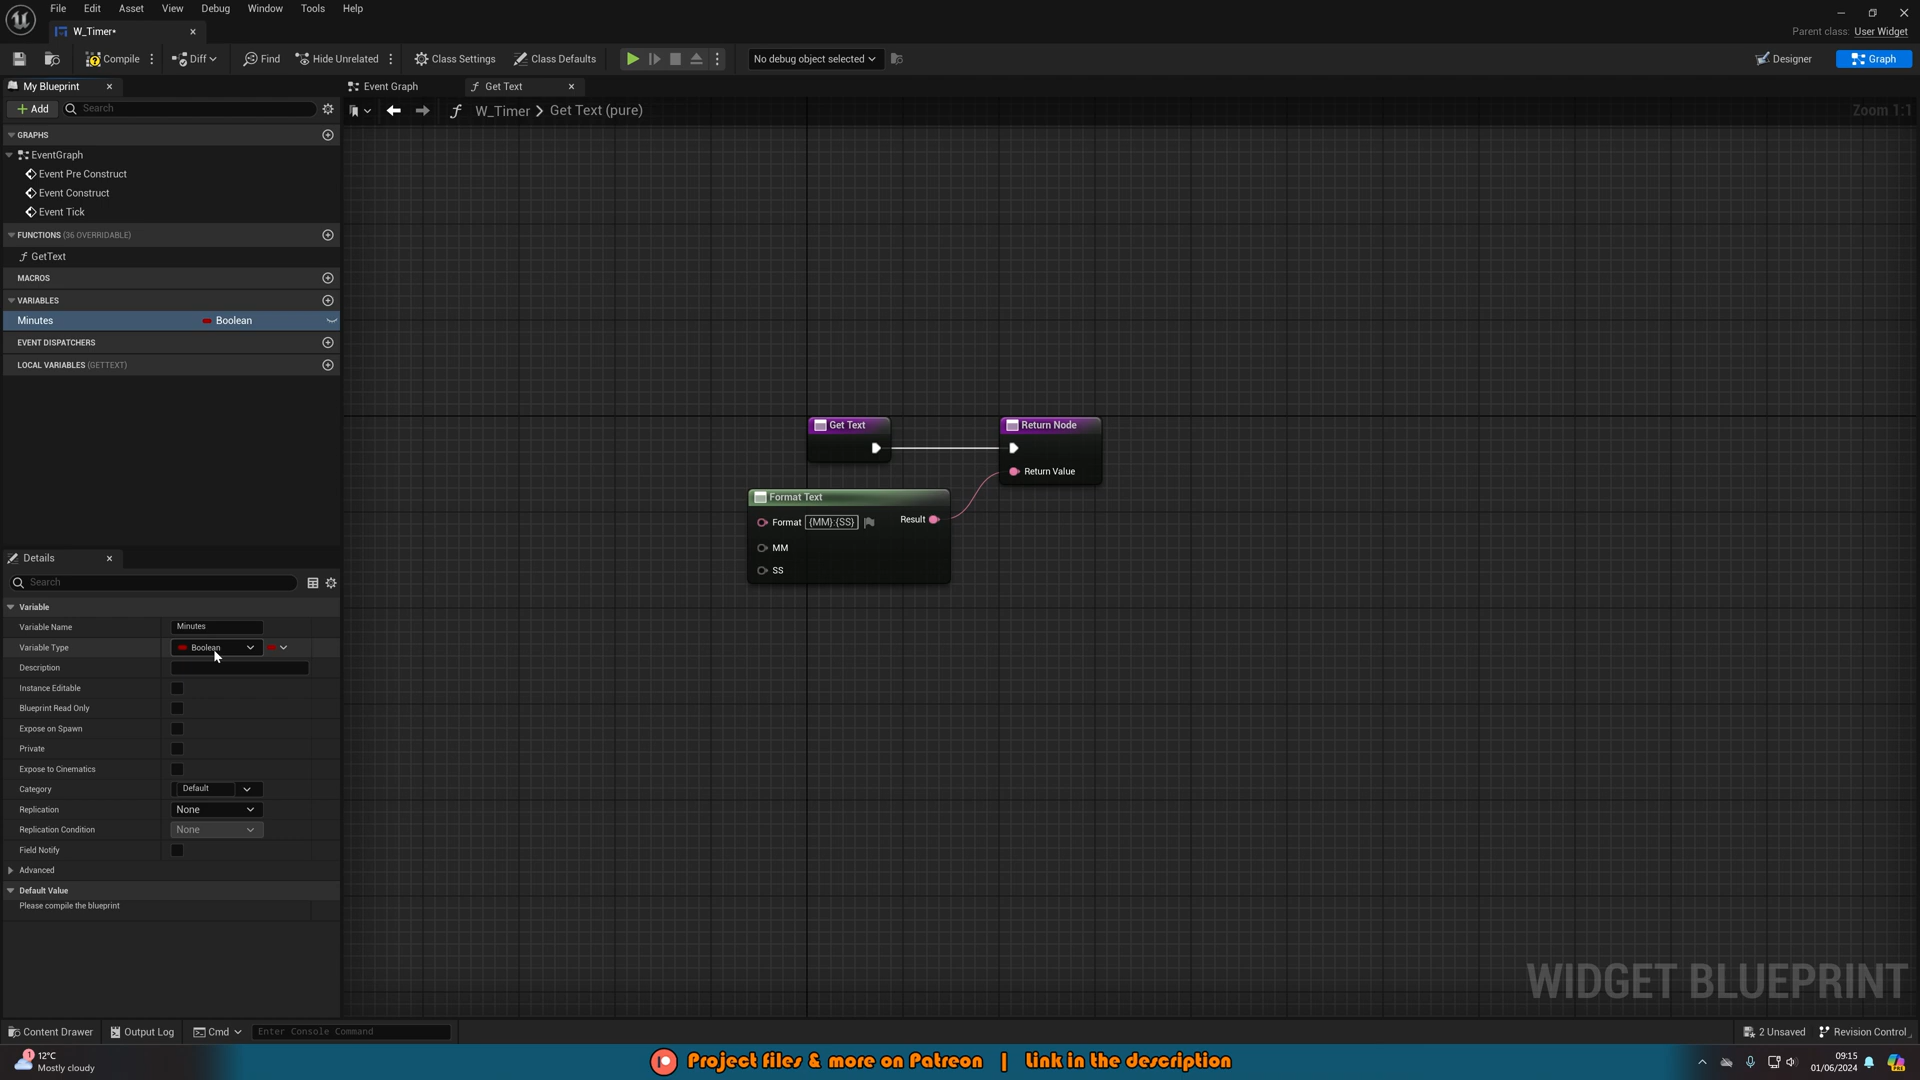 File Edit Asset View Debug Window Tools Help
W_Timer•
Parent class: User Widget
Compile Diff Find Hide Unrelated Class Settings Class Defaults No debug object selected Designer Graph
My Blueprint Event Graph Get Text
Add Search W_Timer > Get Text (pure) Zoom 1:1
GRAPHS
EventGraph
Event Pre Construct
Event Construct
Event Tick
FUNCTIONS (36 OVERRIDABLE)
GetText
MACROS
VARIABLES
Minutes Boolean
EVENT DISPATCHERS
LOCAL VARIABLES (GETTEXT)
Get Text Return Node
Return Value
Format Text
Format {MM}:{SS} Result
MM
SS
Details
Search
Variable
Variable Name Minutes
Variable Type Boolean
Description
Instance Editable
Blueprint Read Only
Expose on Spawn
Private
Expose to Cinematics
Category Default
Replication None
Replication Condition None
Field Notify
Advanced
Default Value
Please compile the blueprint
WIDGET BLUEPRINT
Content Drawer Output Log Cmd Enter Console Command 2 Unsaved Revision Control
1 12°C
Mostly cloudy
Project files & more on Patreon | Link in the description
09:15
01/06/2024